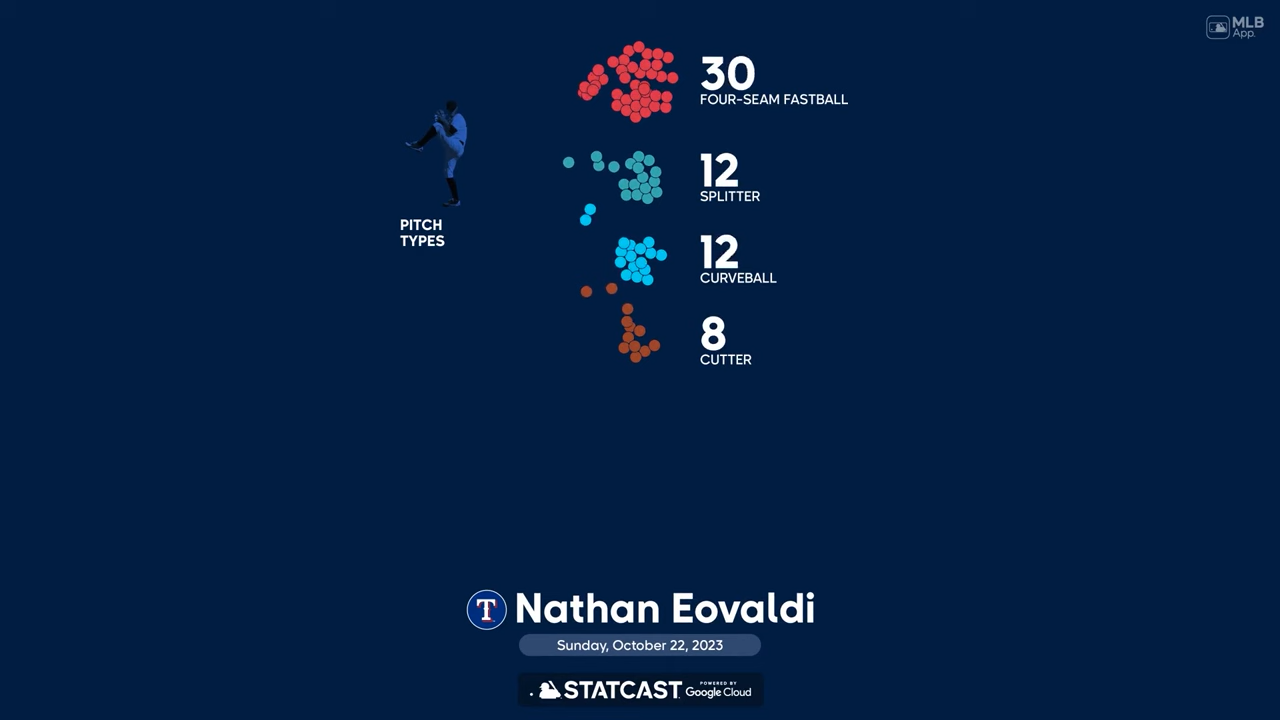 MLB
App.
30
FOUR-SEAM FASTBALL
12
SPLITTER
PITCH
TYPES
12
CURVEBALL
8
CUTTER
T
Nathan Eovaldi
Sunday, October 22, 2023
STATCAST POWERED BY Google Cloud